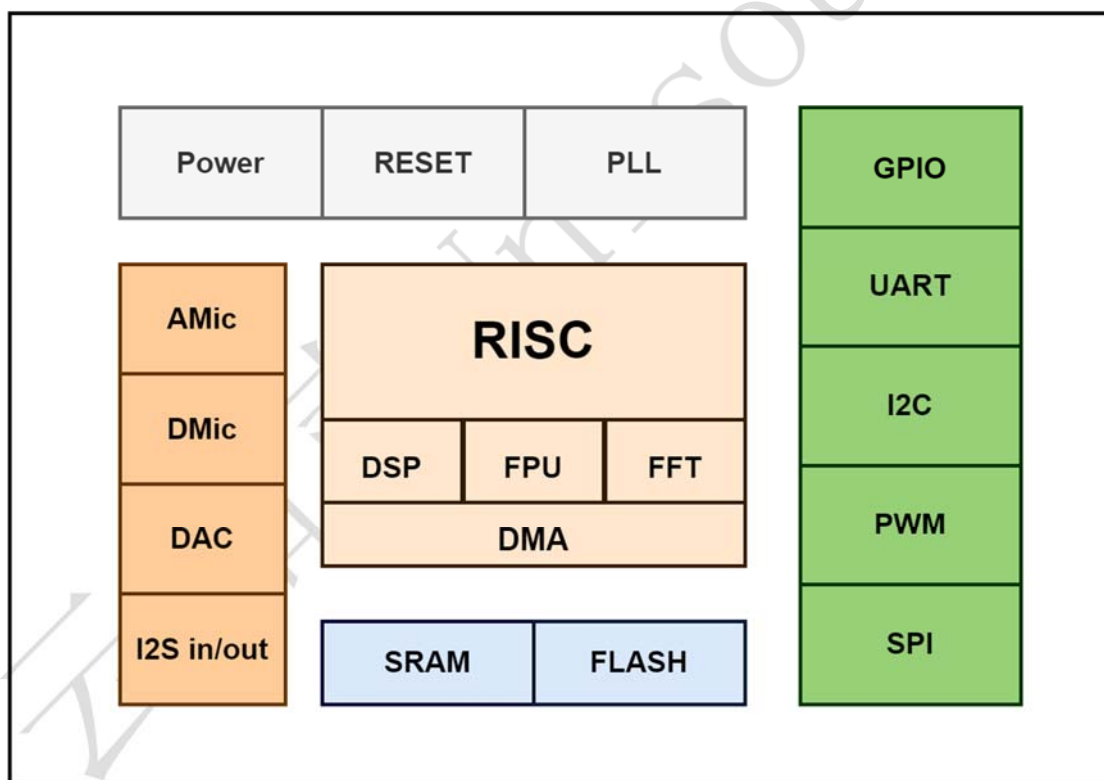 Power
RESET
PLL
GPIO
UART
I2C
PWM
SPI
AMic
DMic
DAC
I2S in/out
RISC
DSP
FPU
FFT
DMA
SRAM
FLASH